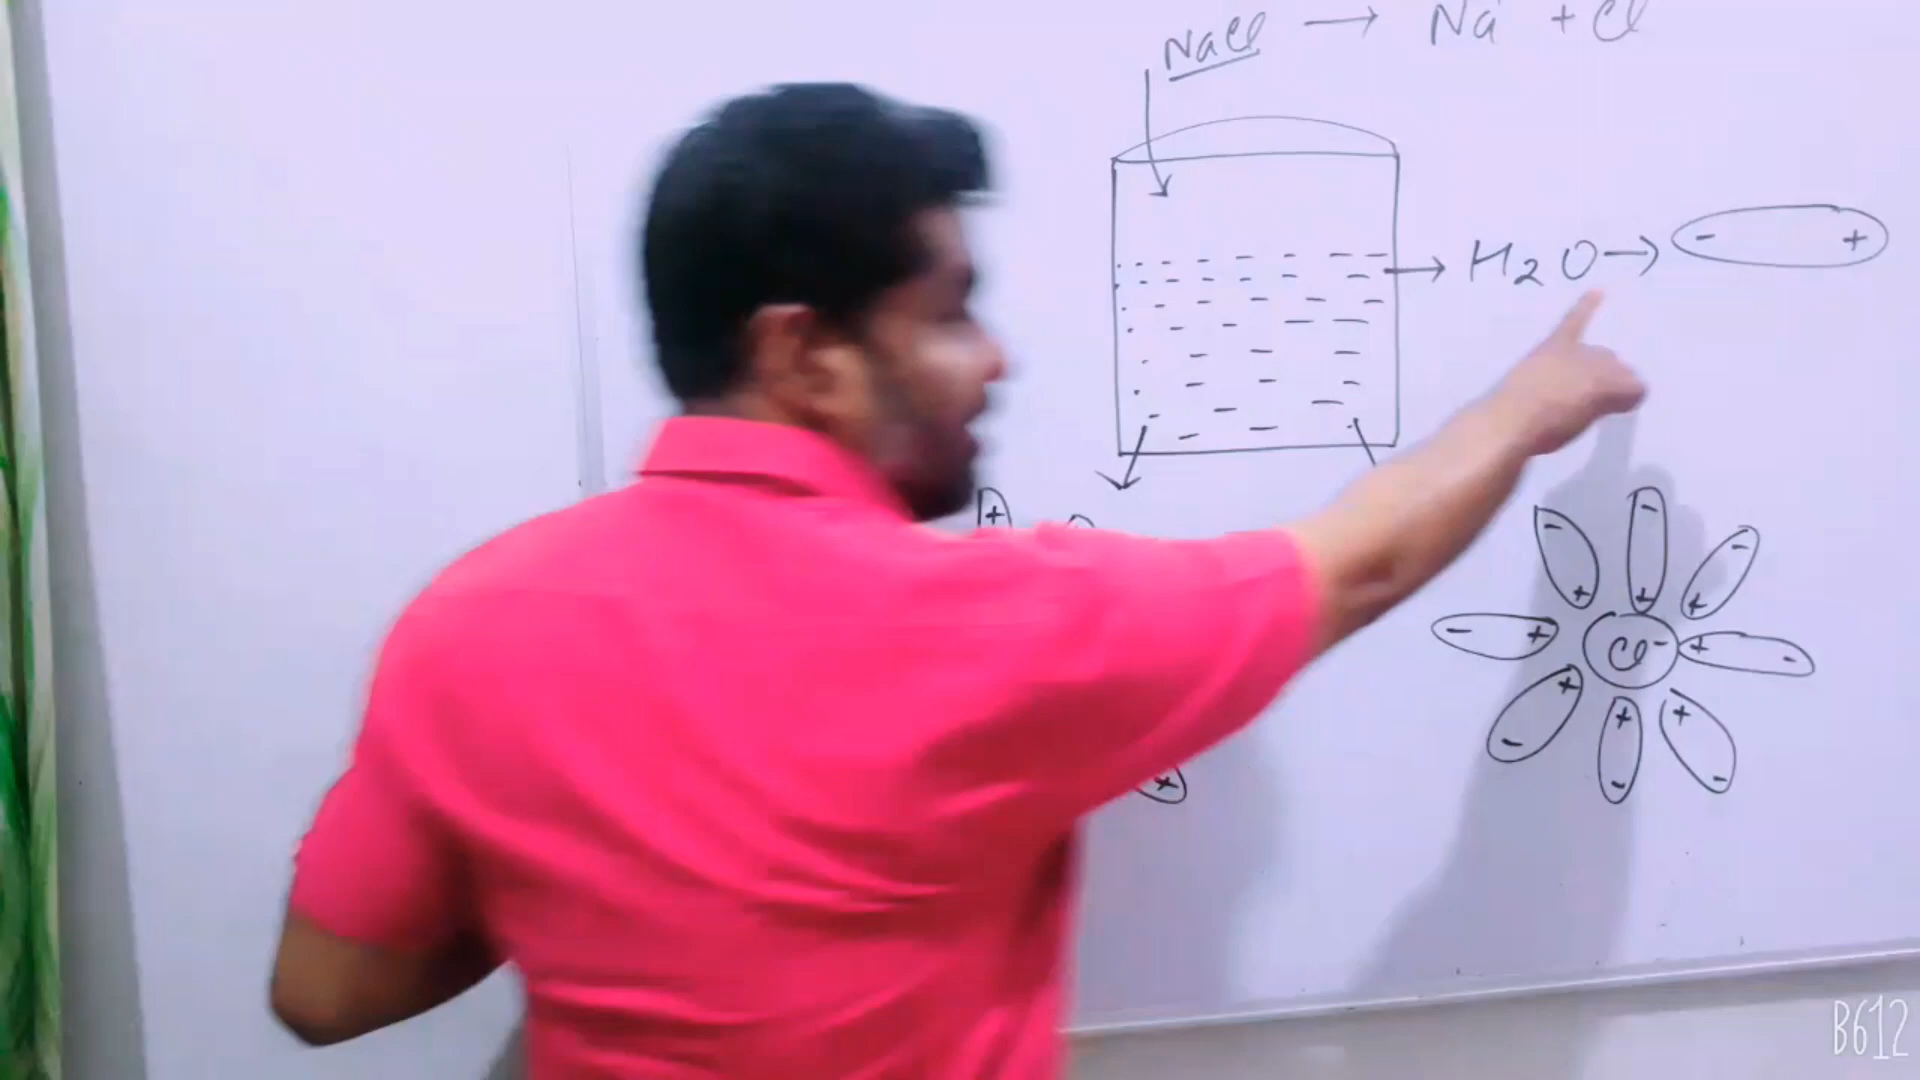 NaCl → Na + Cl
→ H2O → - +
+
- - -
+ + +
- + Cl- + -
+ + +
- - -
+
B612